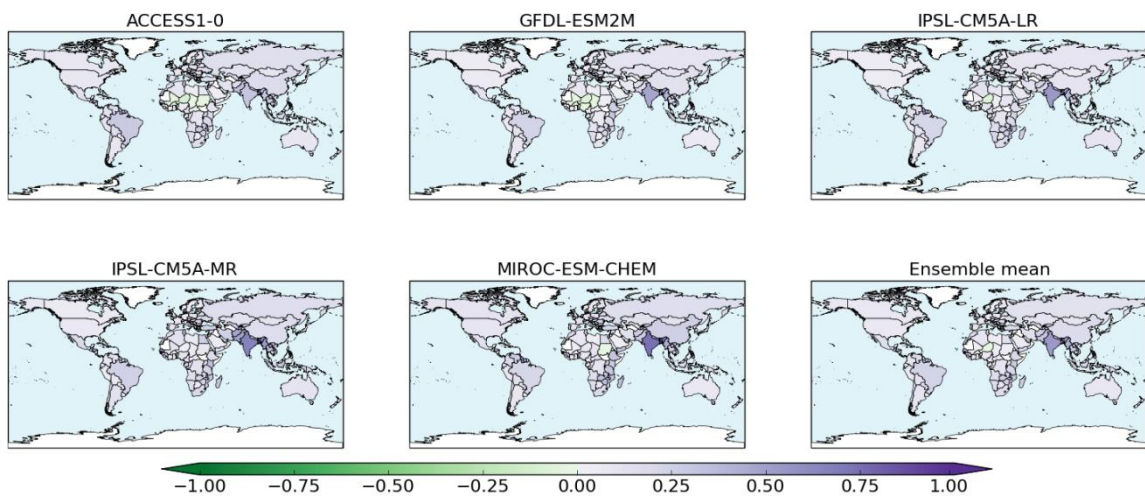 ACCESS1-0 GFDL-ESM2M IPSL-CM5A-LR
IPSL-CM5A-MR MIROC-ESM-CHEM Ensemble mean
−1.00 −0.75 −0.50 −0.25 0.00 0.25 0.50 0.75 1.00